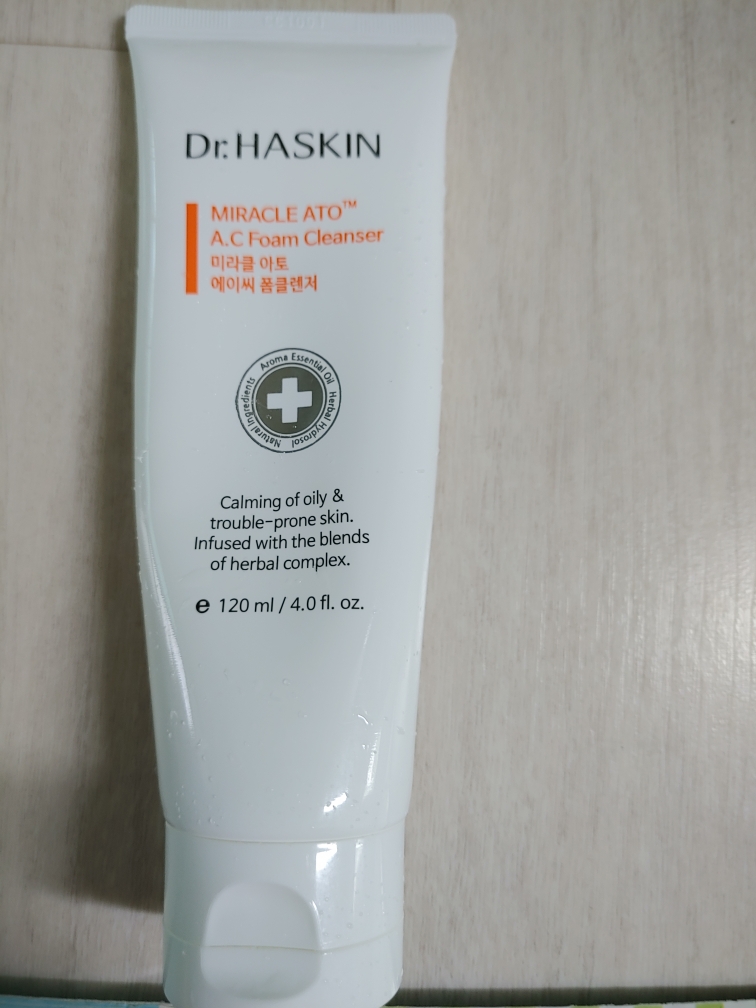 Dr.HASKIN
MIRACLE ATO™
A.C Foam Cleanser
미라클 아토
에이씨 폼클렌저
Aroma Essential Oil
Herbal Hydrosol
Natural Ingredients
Calming of oily &
trouble-prone skin.
Infused with the blends
of herbal complex.
e 120 ml / 4.0 fl. oz.